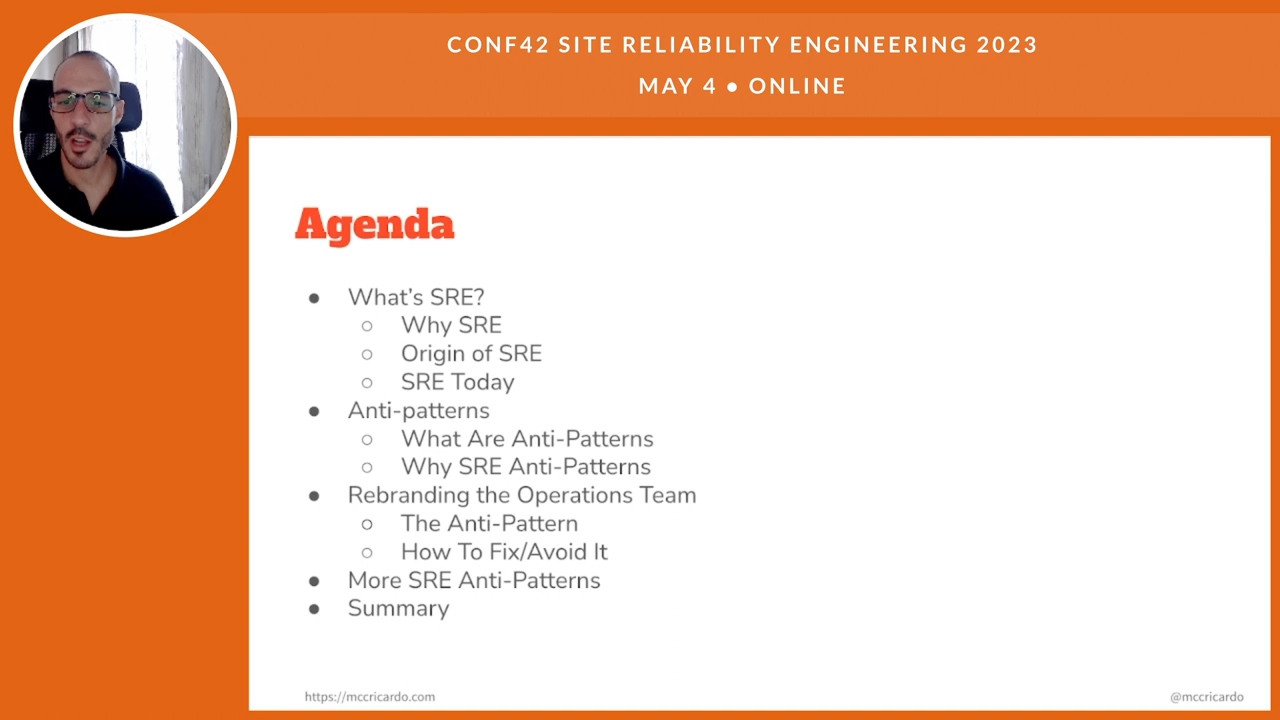 CONF42 SITE RELIABILITY ENGINEERING 2023
MAY 4 • ONLINE
Agenda
● What's SRE?
○ Why SRE
○ Origin of SRE
○ SRE Today
● Anti-patterns
○ What Are Anti-Patterns
○ Why SRE Anti-Patterns
● Rebranding the Operations Team
○ The Anti-Pattern
○ How To Fix/Avoid It
● More SRE Anti-Patterns
● Summary
https://mccricardo.com
@mccricardo